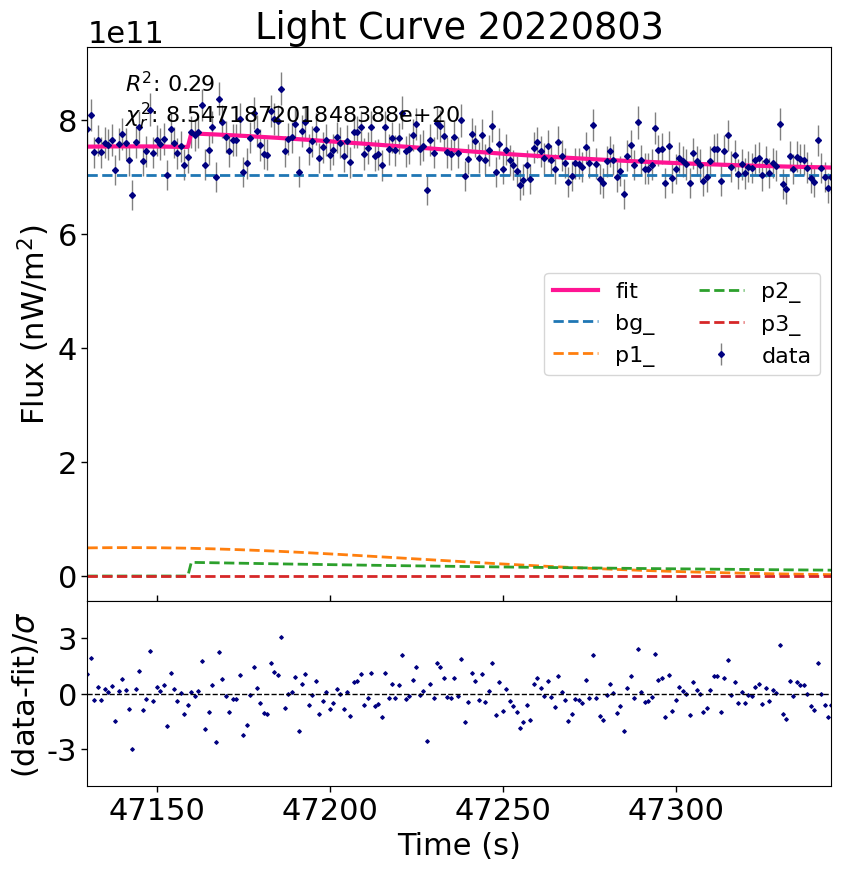 Light Curve 20220803
1e11
R²: 0.29
χ²ᵣ: 8.547187201848388e+20
8
6
4
2
0
Flux (nW/m²)
fit
bg_
p1_
p2_
p3_
data
3
0
-3
(data-fit)/σ
47150 47200 47250 47300
Time (s)